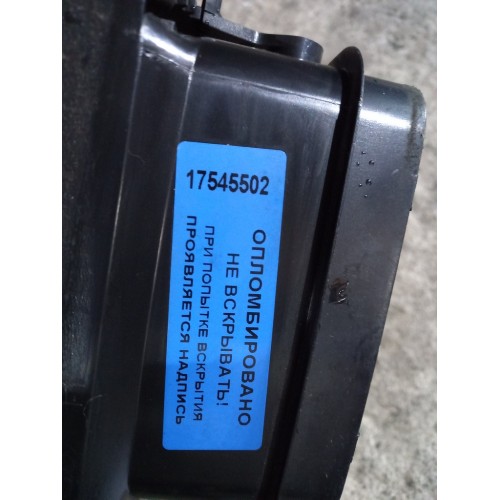 17545502
ОПЛОМБИРОВАНО
НЕ ВСКРЫВАТЬ!
ПРИ ПОПЫТКЕ ВСКРЫТИЯ
ПРОЯВЛЯЕТСЯ НАДПИСЬ